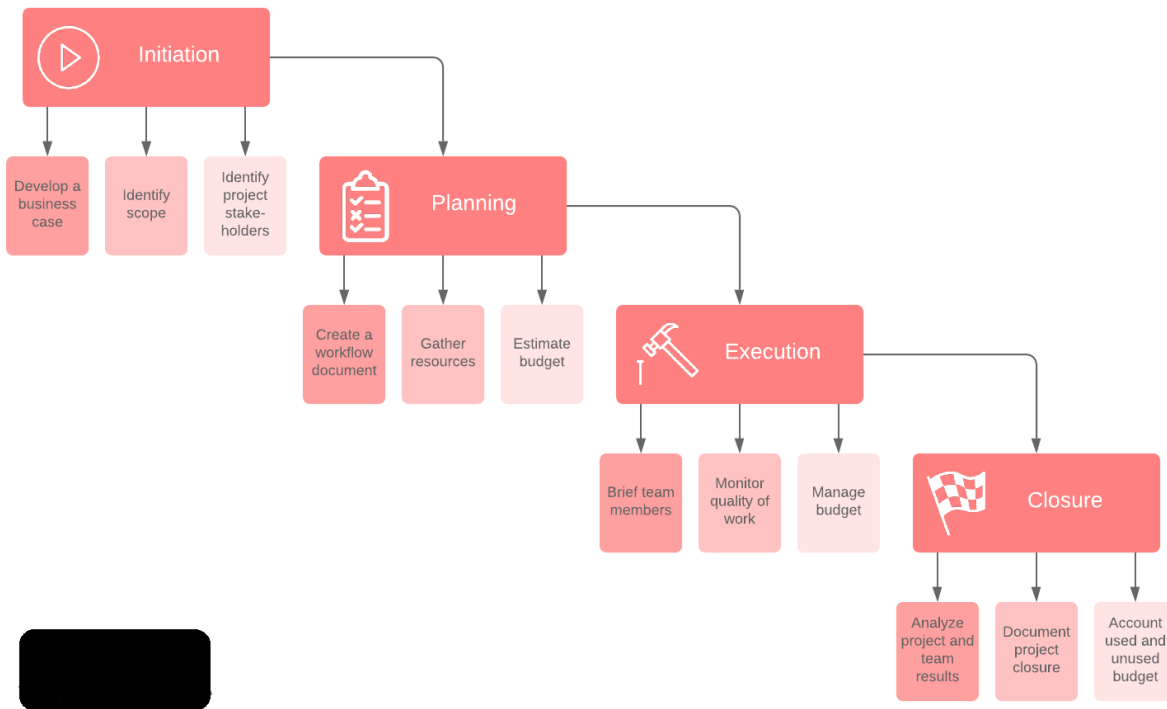 Initiation
Develop a
business
case
Identify
scope
Identify
project
stake-
holders
Planning
Create a
workflow
document
Gather
resources
Estimate
budget
Execution
Brief team
members
Monitor
quality of
work
Manage
budget
Closure
Analyze
project and
team
results
Document
project
closure
Account
used and
unused
budget